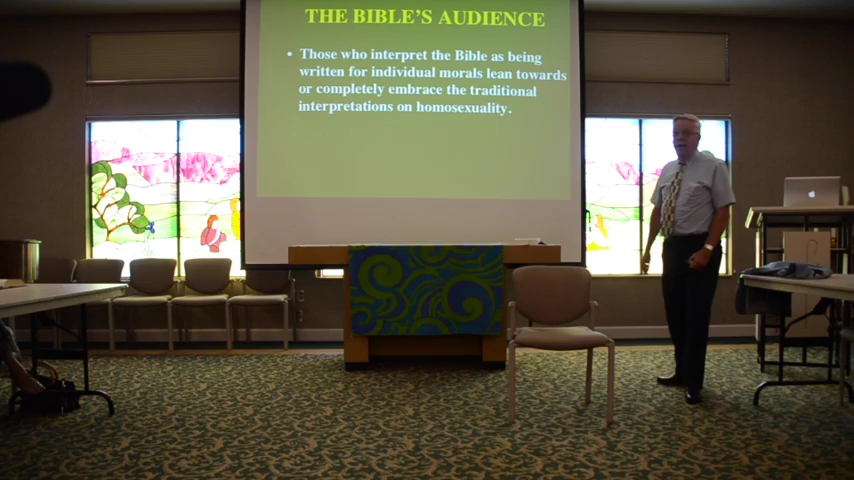 THE BIBLE'S AUDIENCE
• Those who interpret the Bible as being
written for individual morals lean towards
or completely embrace the traditional
interpretations on homosexuality.